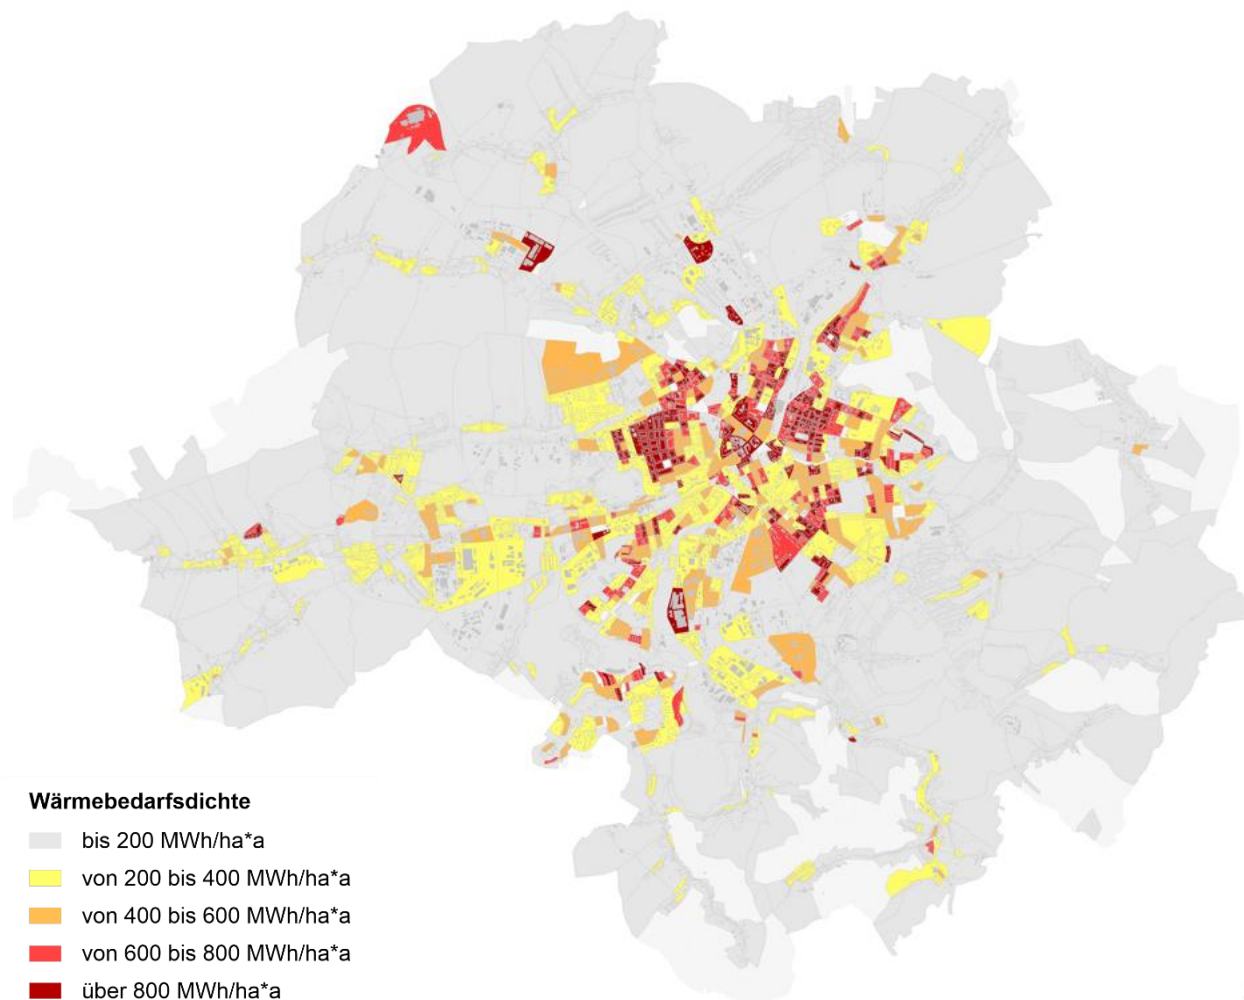 Wärmebedarfsdichte
bis 200 MWh/ha*a
von 200 bis 400 MWh/ha*a
von 400 bis 600 MWh/ha*a
von 600 bis 800 MWh/ha*a
über 800 MWh/ha*a